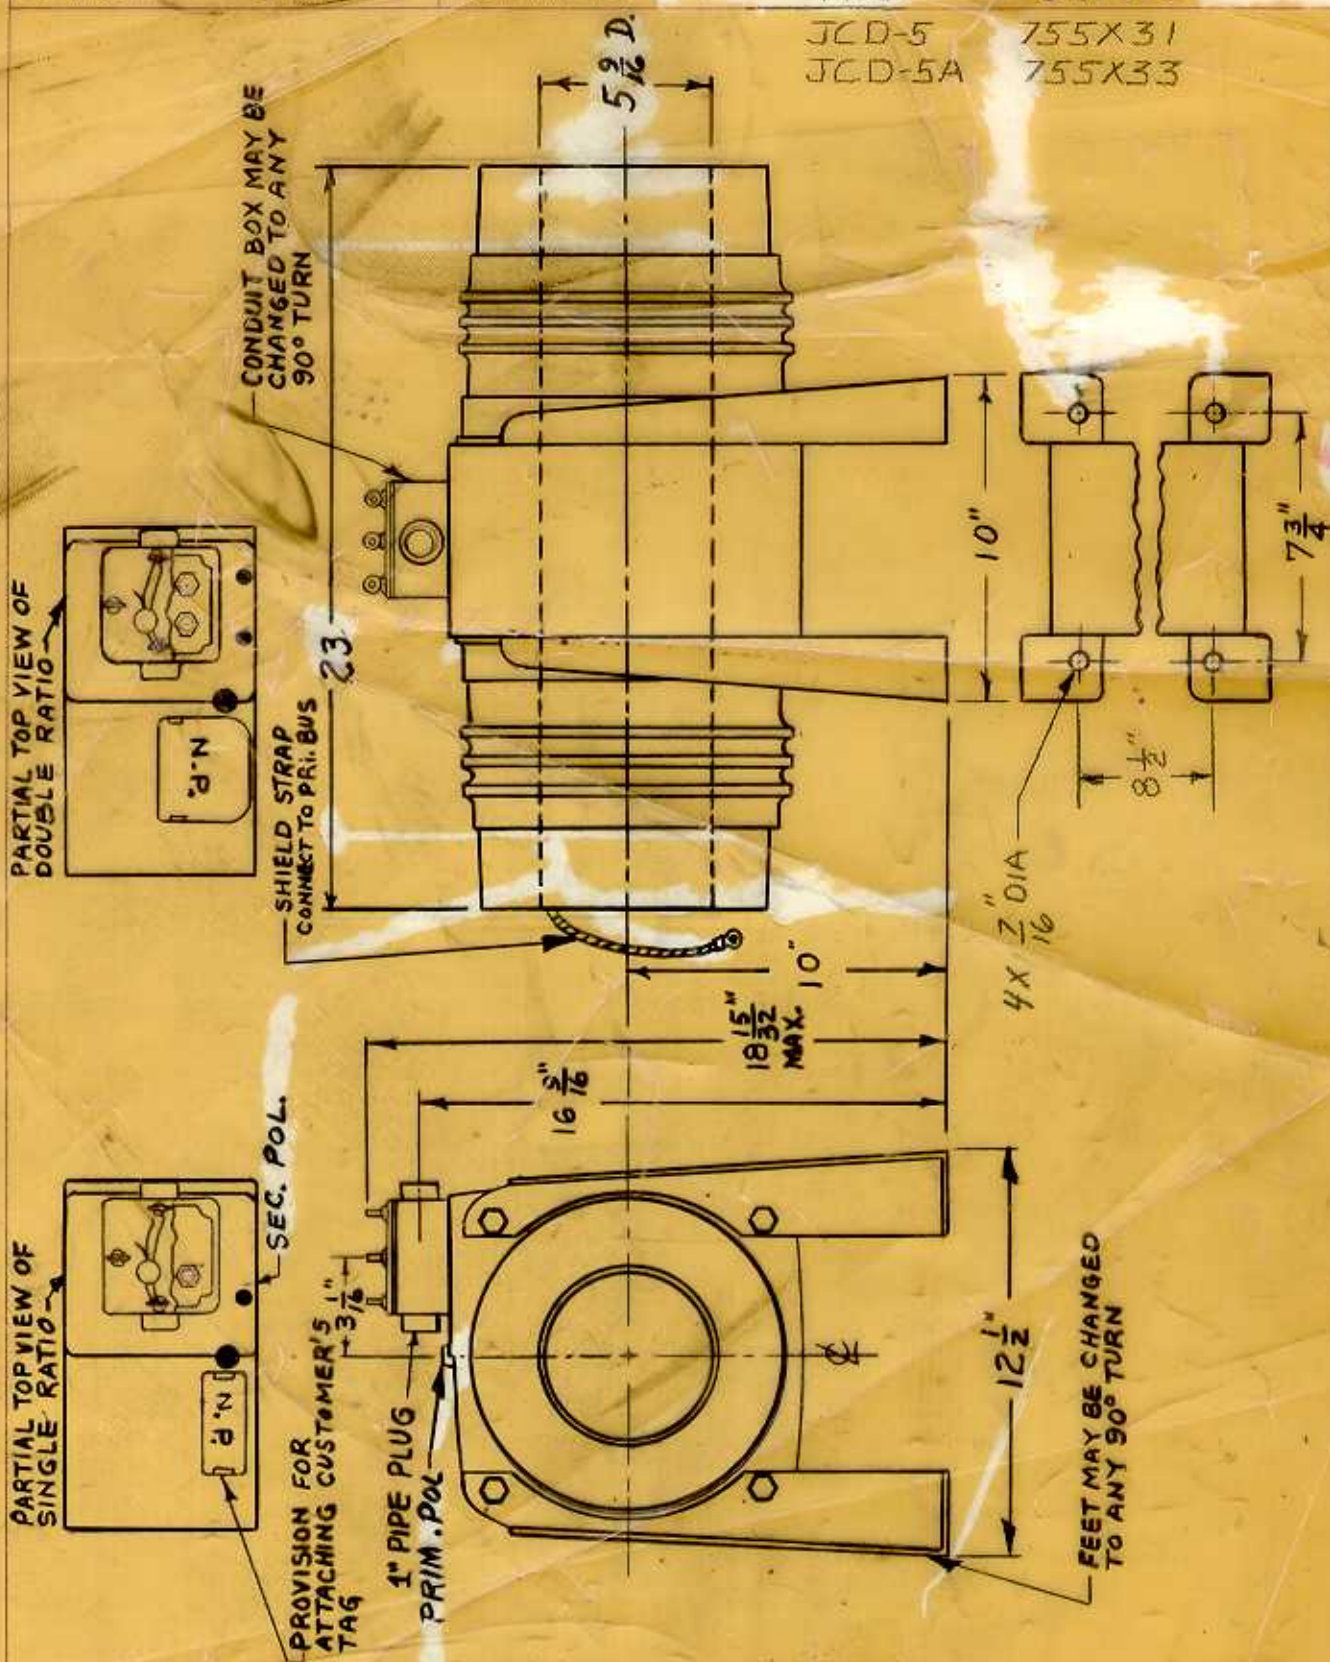 JCD-5 755X31
JCD-5A 755X33
PARTIAL TOP VIEW OF
SINGLE RATIO
N.P.
SEC. POL.
PROVISION FOR
ATTACHING CUSTOMER'S
TAG
1" PIPE PLUG
PRIM. POL
3 1/16"
16 5/16"
18 15/32"
MAX.
10"
℄
12 1/2"
FEET MAY BE CHANGED
TO ANY 90° TURN
PARTIAL TOP VIEW OF
DOUBLE RATIO
N.P.
SHIELD STRAP
CONNECT TO PRI. BUS
23
CONDUIT BOX MAY BE
CHANGED TO ANY
90° TURN
5 9/16 D.
10"
4X 7/16" DIA
8 1/2"
7 3/4"